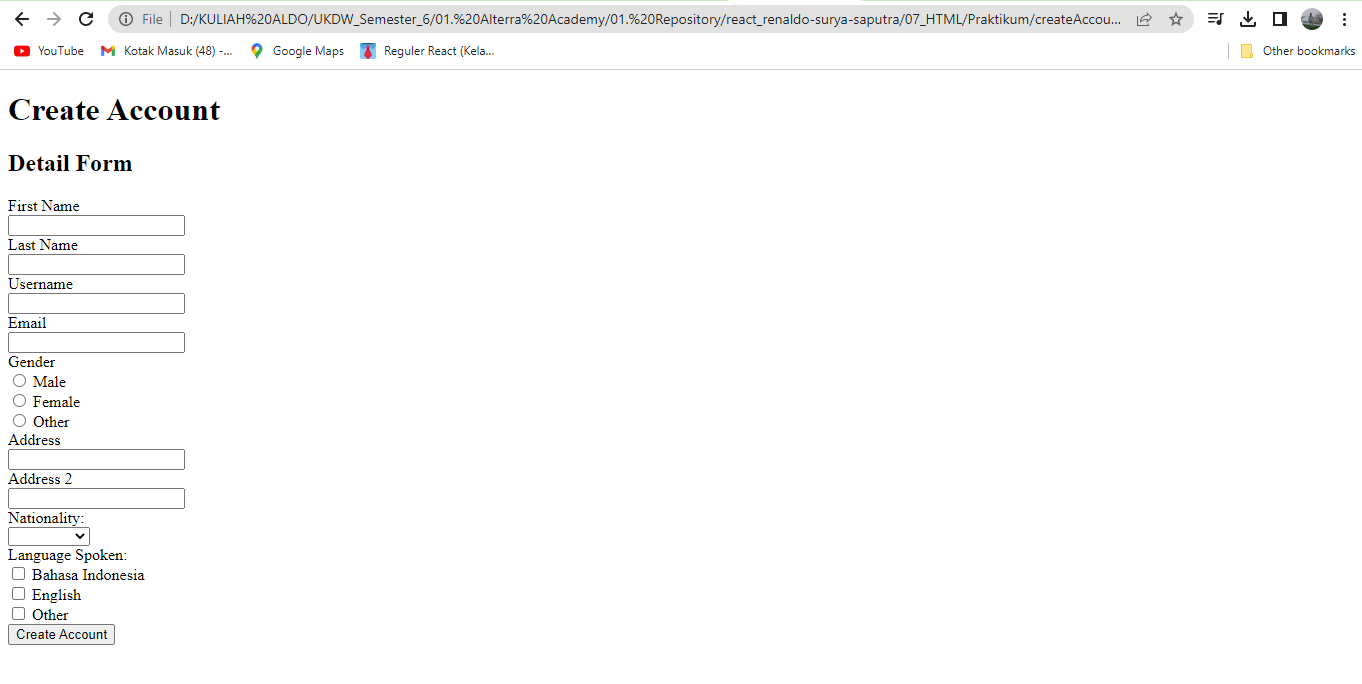 File D:/KULIAH%20ALDO/UKDW_Semester_6/01.%20Alterra%20Academy/01.%20Repository/react_renaldo-surya-saputra/07_HTML/Praktikum/createAccou...
YouTube Kotak Masuk (48) -... Google Maps Reguler React (Kela... Other bookmarks
Create Account
Detail Form
First Name
Last Name
Username
Email
Gender
Male
Female
Other
Address
Address 2
Nationality:
Language Spoken:
Bahasa Indonesia
English
Other
Create Account